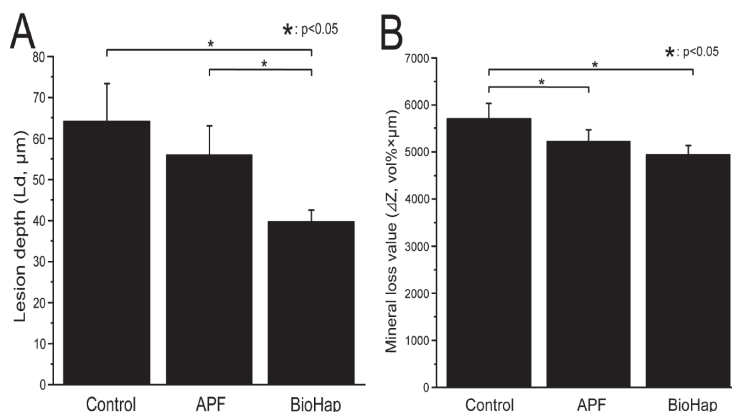 A
*: p<0.05
*
*
80
70
60
50
40
30
20
10
0
Lesion depth (Ld, μm)
Control APF BioHap
B
*: p<0.05
*
*
7000
6000
5000
4000
3000
2000
1000
0
Mineral loss value (ΔZ, vol%×μm)
Control APF BioHap